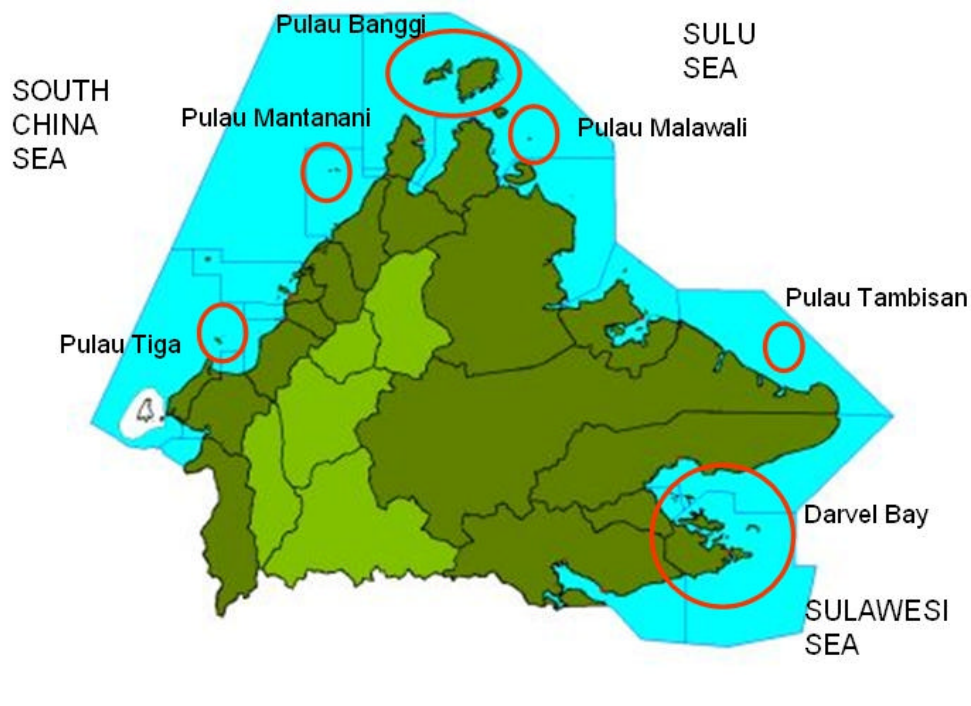 Pulau Banggi
SULU
SEA
SOUTH
CHINA
SEA
Pulau Mantanani
Pulau Malawali
Pulau Tambisan
Pulau Tiga
Darvel Bay
SULAWESI
SEA